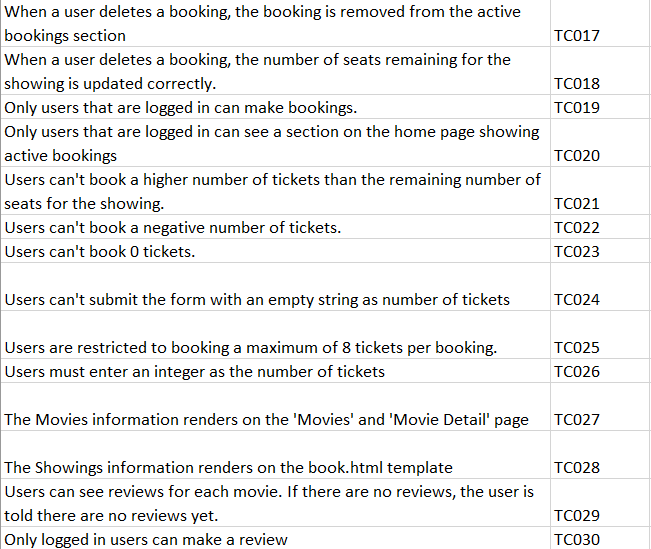 When a user deletes a booking, the booking is removed from the active
bookings section TC017
When a user deletes a booking, the number of seats remaining for the
showing is updated correctly. TC018
Only users that are logged in can make bookings. TC019
Only users that are logged in can see a section on the home page showing
active bookings TC020
Users can't book a higher number of tickets than the remaining number of
seats for the showing. TC021
Users can't book a negative number of tickets. TC022
Users can't book 0 tickets. TC023
Users can't submit the form with an empty string as number of tickets TC024
Users are restricted to booking a maximum of 8 tickets per booking. TC025
Users must enter an integer as the number of tickets TC026
The Movies information renders on the 'Movies' and 'Movie Detail' page TC027
The Showings information renders on the book.html template TC028
Users can see reviews for each movie. If there are no reviews, the user is
told there are no reviews yet. TC029
Only logged in users can make a review TC030